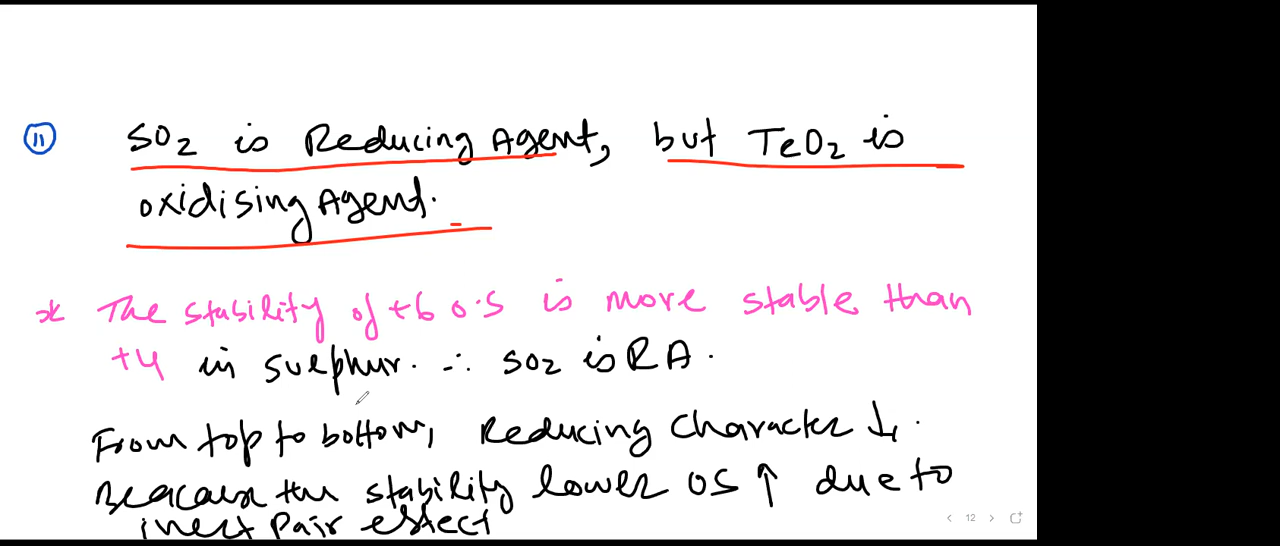 11 SO2 is Reducing Agent, but TeO2 is
oxidising Agent.
* The stability of +6 o.s is more stable than
+4 in sulphur. ∴ SO2 is RA.
From top to bottom, Reducing Character ↓.
the stability lower OS ↑ due to
inert pair effect
< 12 >